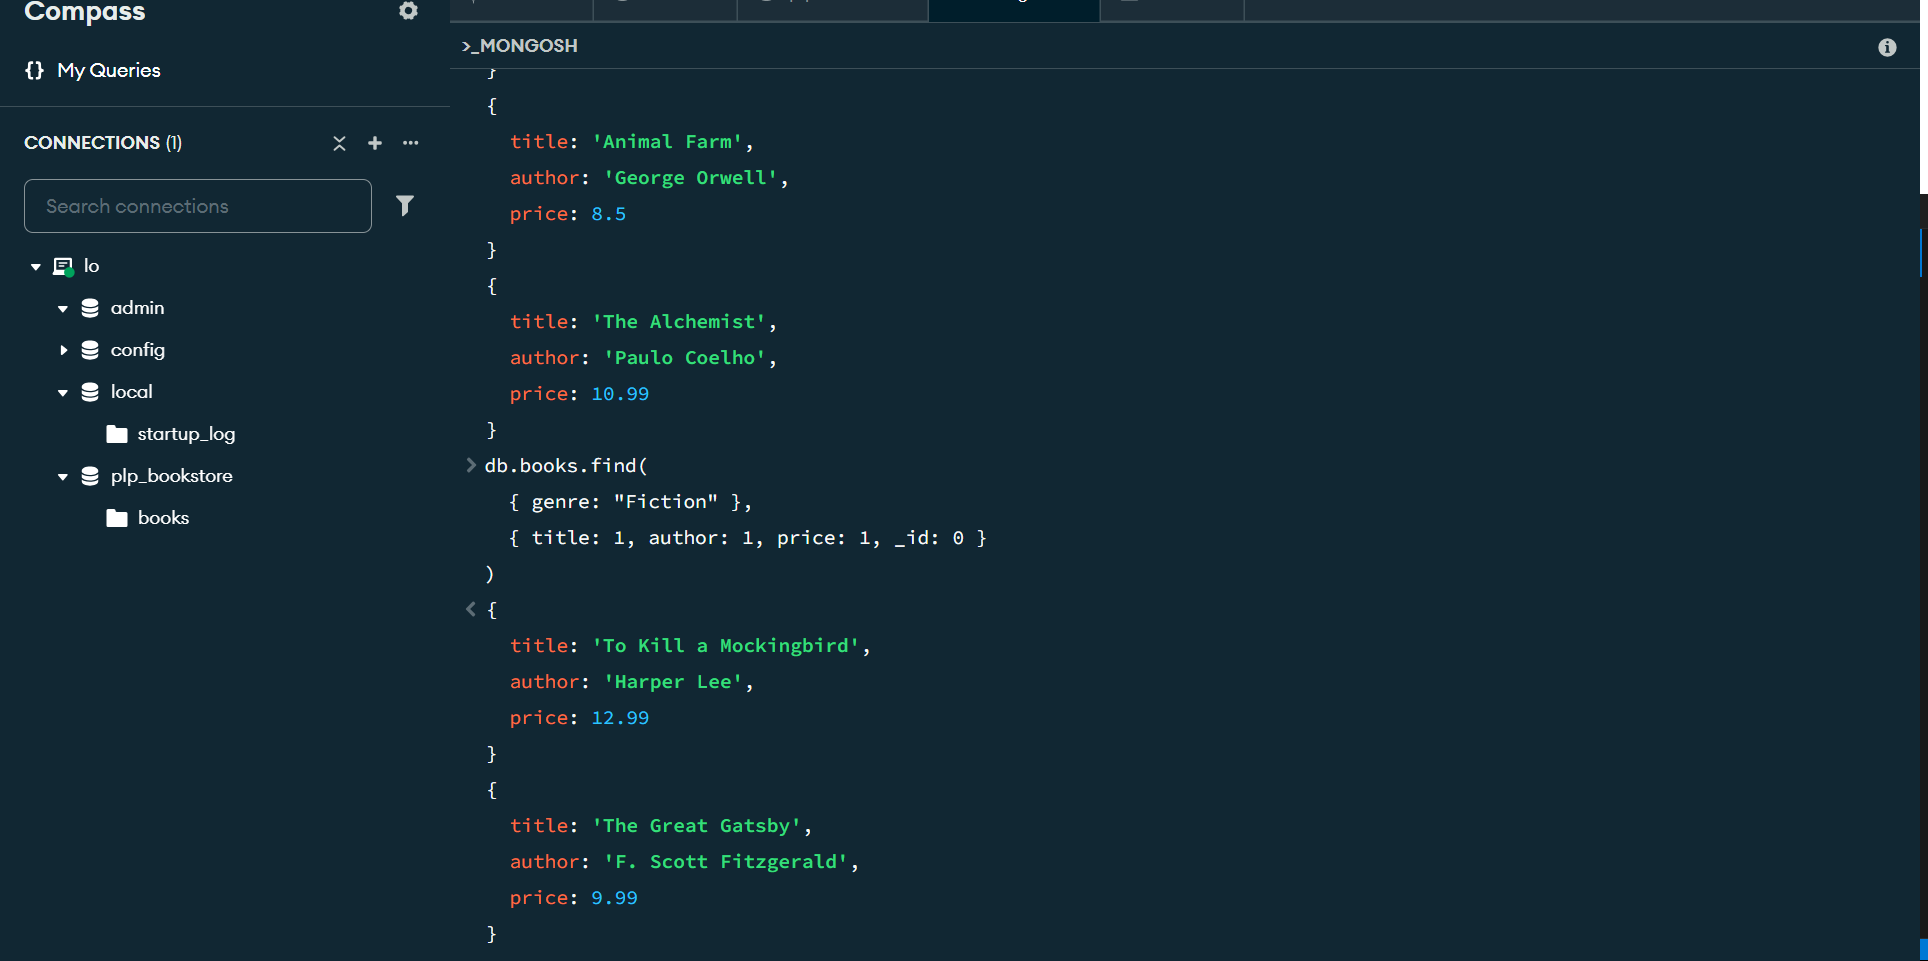 Compass
{} My Queries
CONNECTIONS (1)
Search connections
lo
admin
config
local
startup_log
plp_bookstore
books
>_MONGOSH
}
{
title: 'Animal Farm',
author: 'George Orwell',
price: 8.5
}
{
title: 'The Alchemist',
author: 'Paulo Coelho',
price: 10.99
}
> db.books.find(
{ genre: "Fiction" },
{ title: 1, author: 1, price: 1, _id: 0 }
)
< {
title: 'To Kill a Mockingbird',
author: 'Harper Lee',
price: 12.99
}
{
title: 'The Great Gatsby',
author: 'F. Scott Fitzgerald',
price: 9.99
}